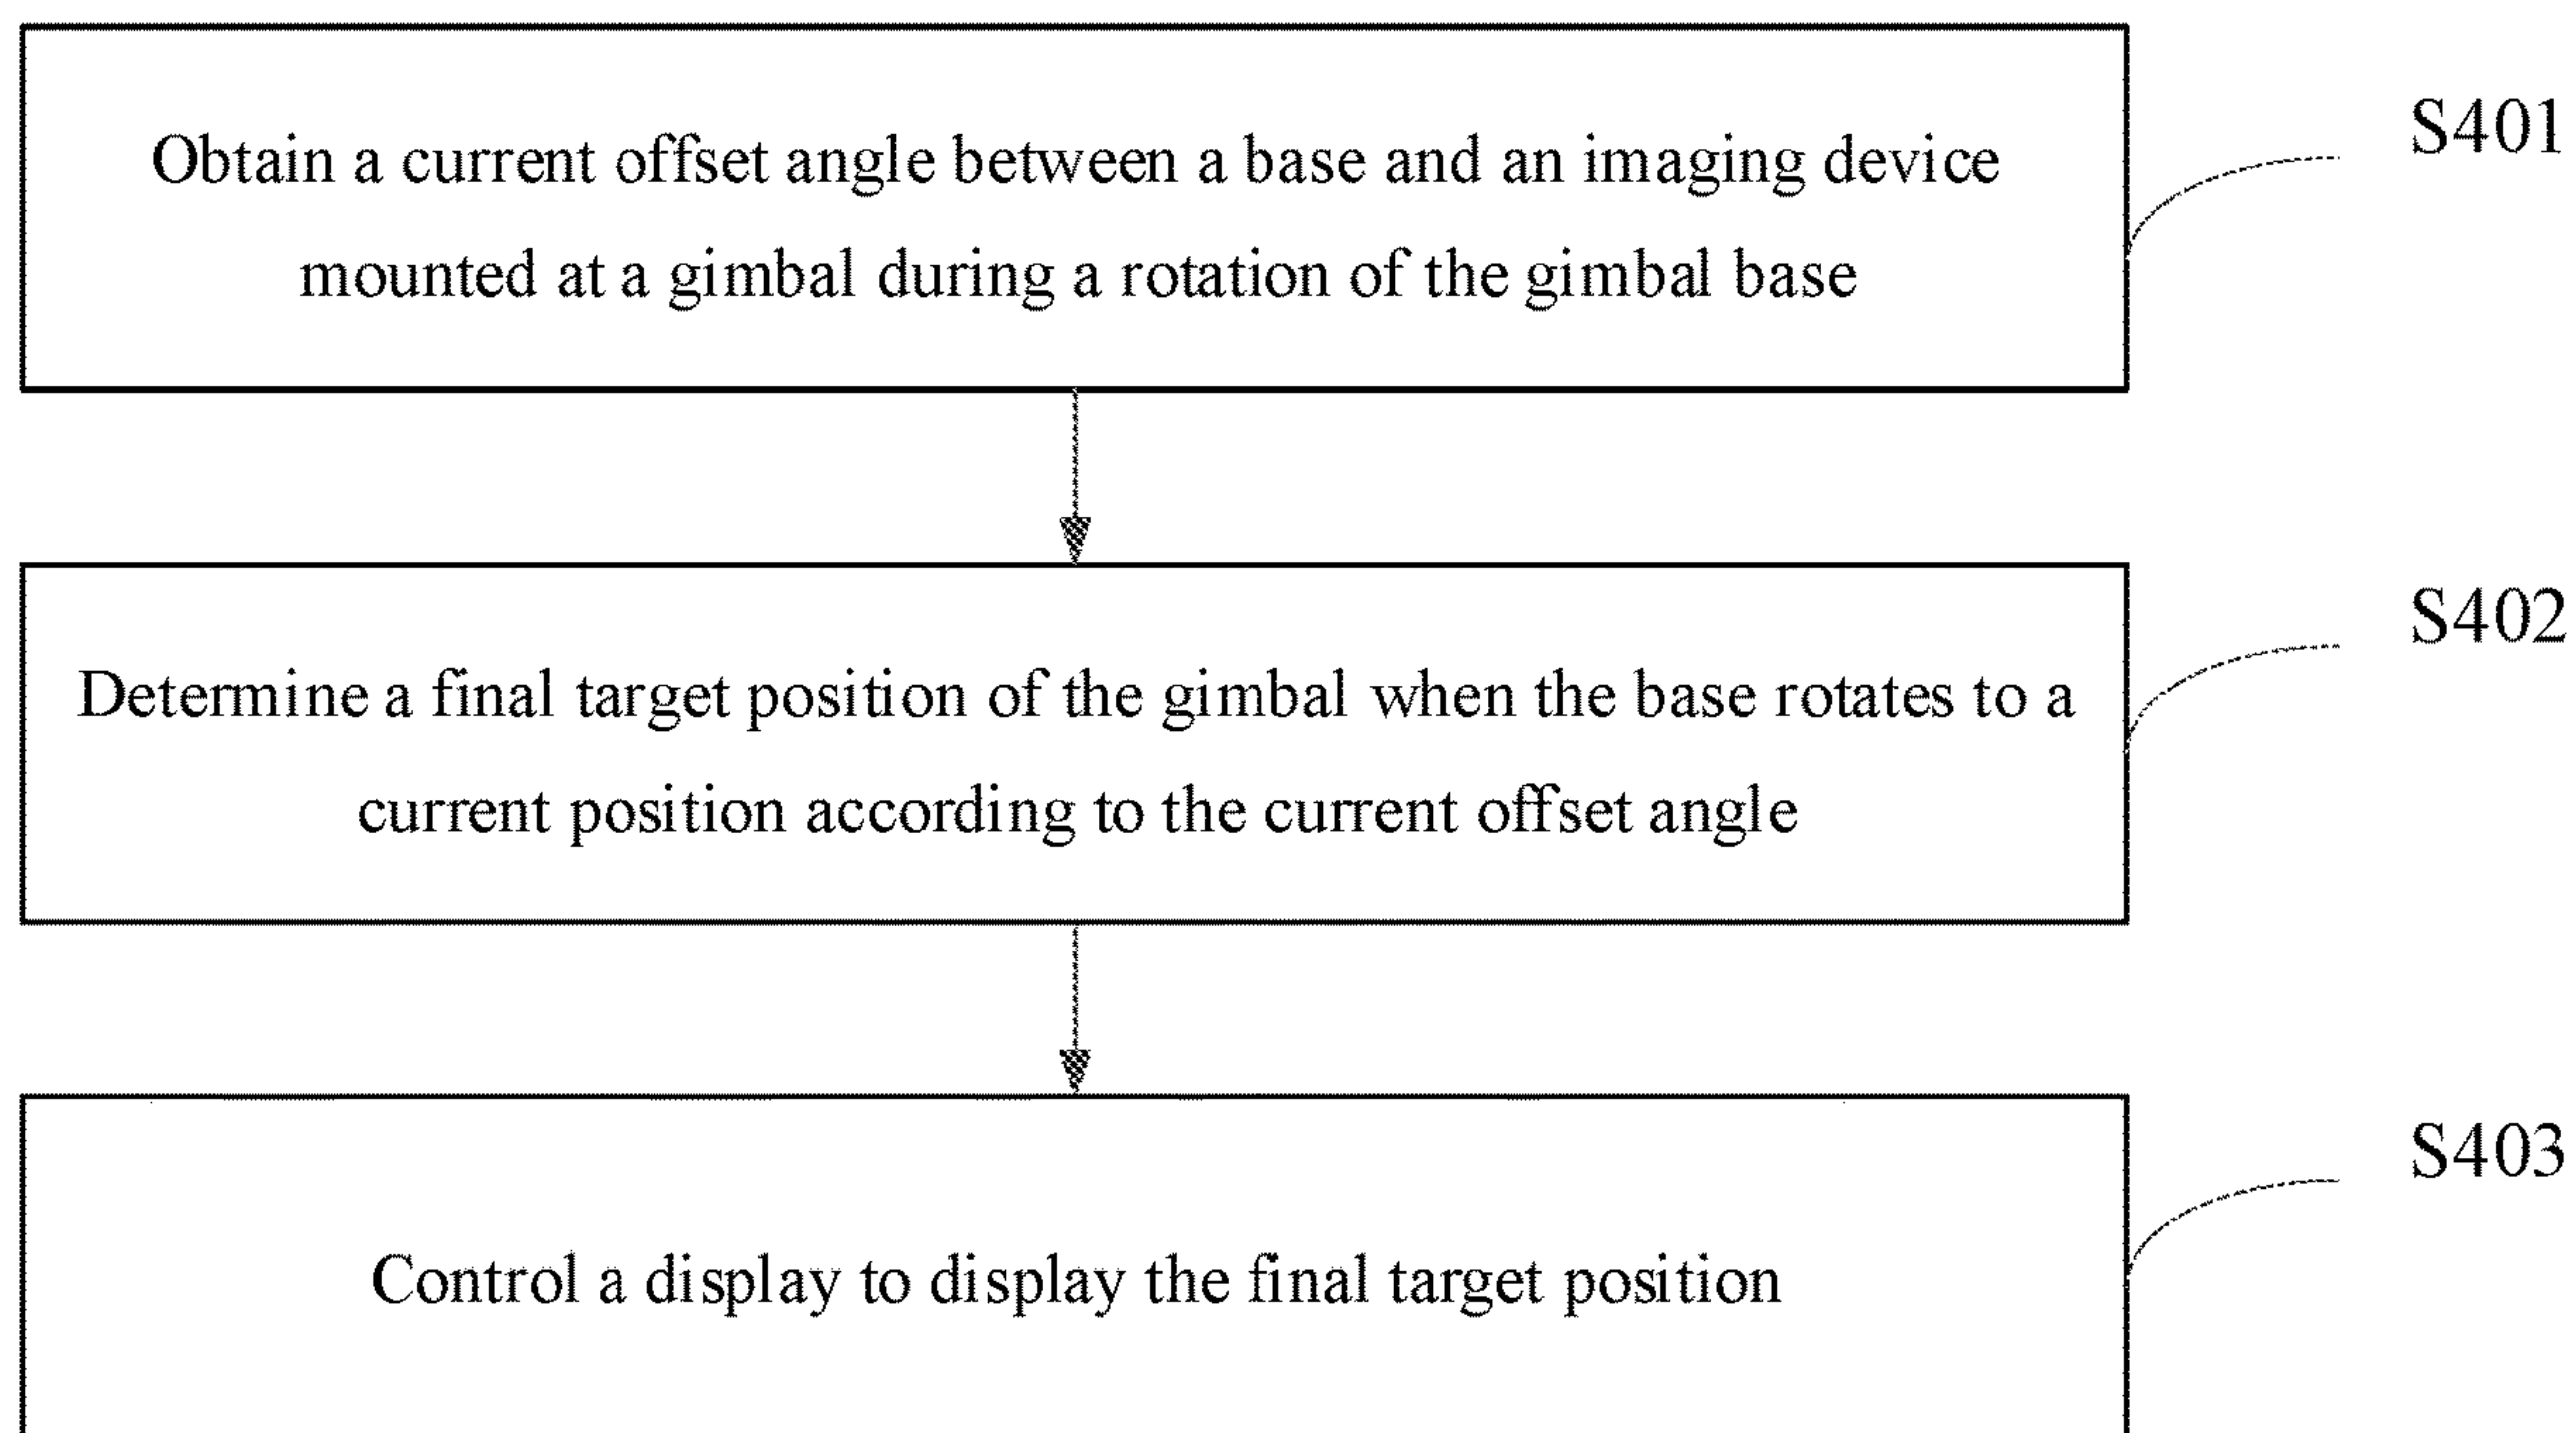 Obtain a current offset angle between a base and an imaging device
mounted at a gimbal during a rotation of the gimbal base
S401
Determine a final target position of the gimbal when the base rotates to a
current position according to the current offset angle
S402
Control a display to display the final target position
S403